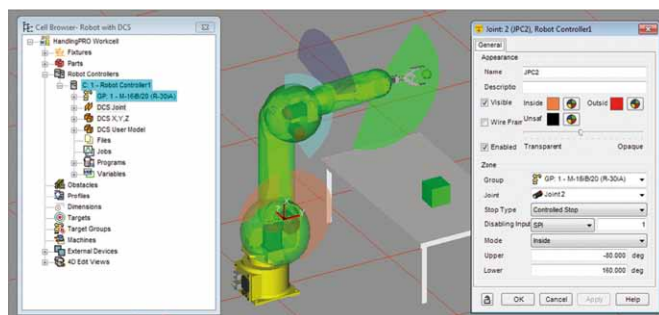 Cell Browser- Robot with DCS
HandlingPRO Workcell
Fixtures
Parts
Robot Controllers
C: 1 - Robot Controller1
GP: 1 - M-16iB/20 (R-30iA)
DCS Joint
DCS X,Y,Z
DCS User Model
Files
Jobs
Programs
Variables
Obstacles
Profiles
Dimensions
Targets
Target Groups
Machines
External Devices
4D Edit Views
Joint: 2 (JPC2), Robot Controller1
General
Appearance
Name JPC2
Descriptio
Visible Inside Outsid
Wire Fram Unsaf
Enabled Transparent Opaque
Zone
Group GP: 1 - M-16iB/20 (R-30iA)
Joint Joint 2
Stop Type Controlled Stop
Disabling Input SPI 1
Mode Inside
Upper -80.000 deg
Lower 160.000 deg
OK Cancel Apply Help